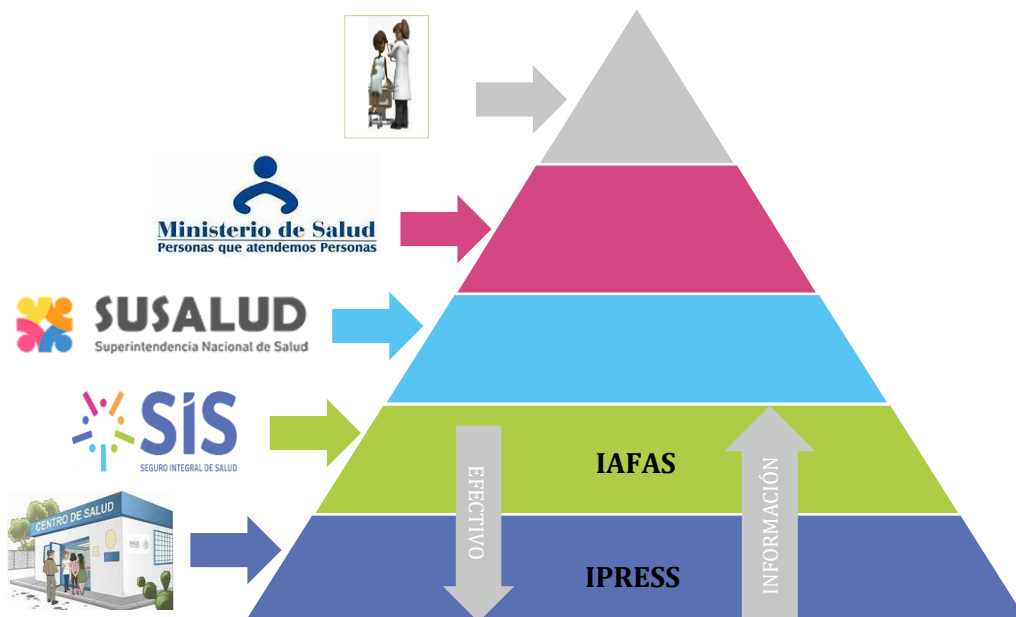 Ministerio de Salud
Personas que atendemos Personas
SUSALUD
Superintendencia Nacional de Salud
SIS
SEGURO INTEGRAL DE SALUD
IAFAS
EFECTIVO
INFORMACIÓN
CENTRO DE SALUD
IPRESS